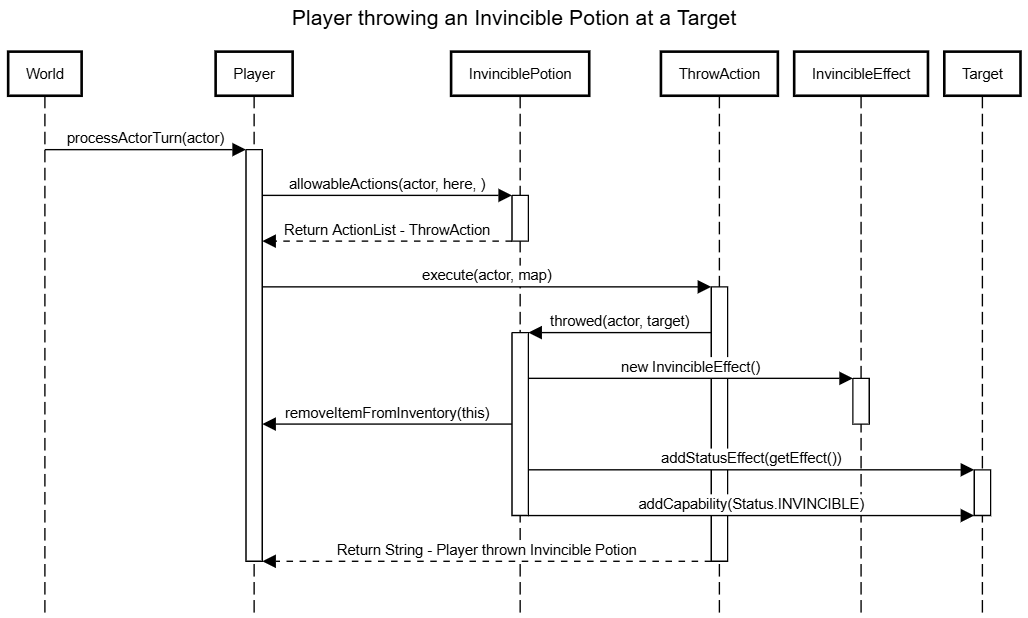 Player throwing an Invincible Potion at a Target
World
Player
InvinciblePotion
ThrowAction
InvincibleEffect
Target
processActorTurn(actor)
allowableActions(actor, here, )
Return ActionList - ThrowAction
execute(actor, map)
throwed(actor, target)
new InvincibleEffect()
removeItemFromInventory(this)
addStatusEffect(getEffect())
addCapability(Status.INVINCIBLE)
Return String - Player thrown Invincible Potion